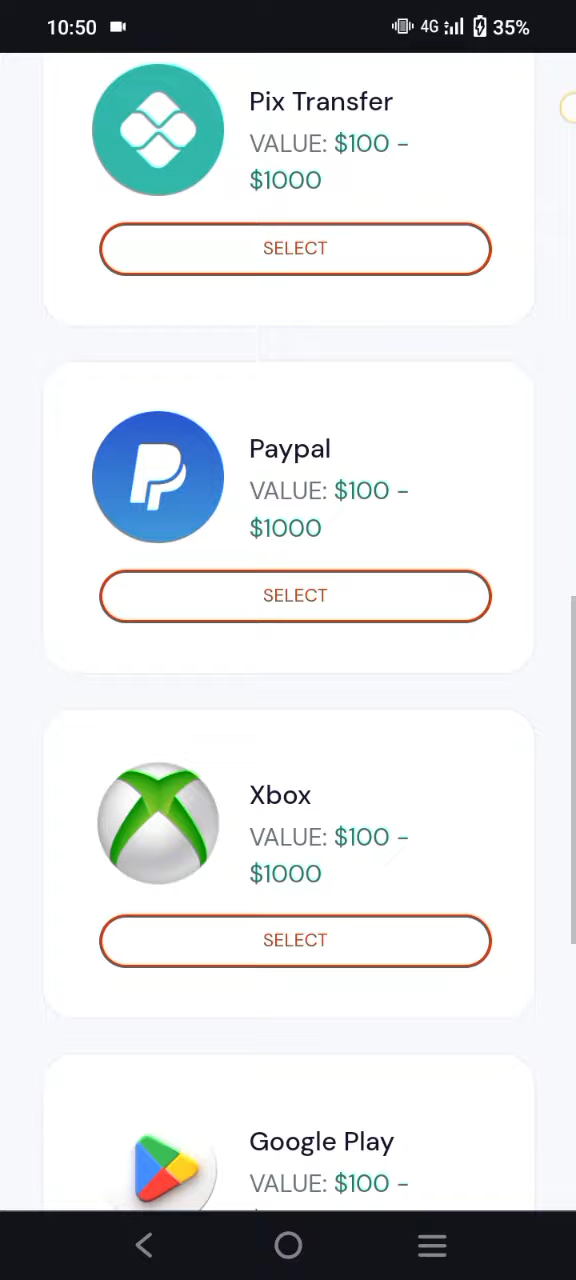 10:50 4G 35%
Pix Transfer
VALUE: $100 -
$1000
SELECT
Paypal
VALUE: $100 -
$1000
SELECT
Xbox
VALUE: $100 -
$1000
SELECT
Google Play
VALUE: $100 -